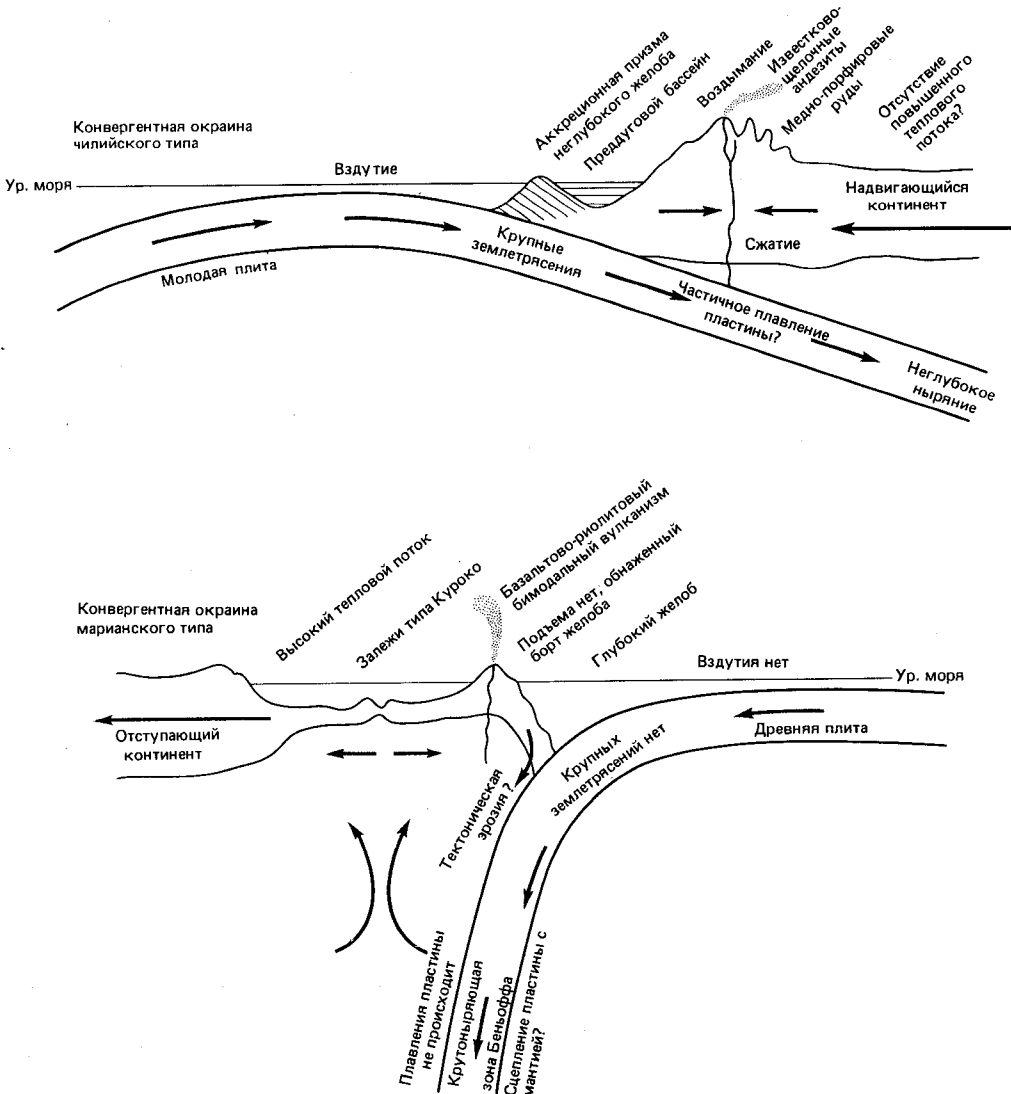 Конвергентная окраина
чилийского типа
Ур. моря
Вздутие
Аккреционная призма
неглубокого желоба
Преддуговой бассейн
Воздымание
Известково-
щелочные
андезиты
Медно-порфировые
руды
Отсутствие
повышенного
теплового
потока?
Надвигающийся
континент
Сжатие
Молодая плита
Крупные
землетрясения
Частичное плавление
пластины?
Неглубокое
ныряние
Конвергентная окраина
марианского типа
Высокий тепловой поток
Залежи типа Куроко
Базальтово-риолитовый
бимодальный вулканизм
Подъема нет, обнаженный
борт желоба
Глубокий желоб
Вздутия нет
Ур. моря
Отступающий
континент
Древняя плита
Крупных
землетрясений нет
Тектоническая
эрозия?
Плавления пластины
не происходит
Крутоныряющая
зона Беньоффа
Сцепление пластины с
мантией?